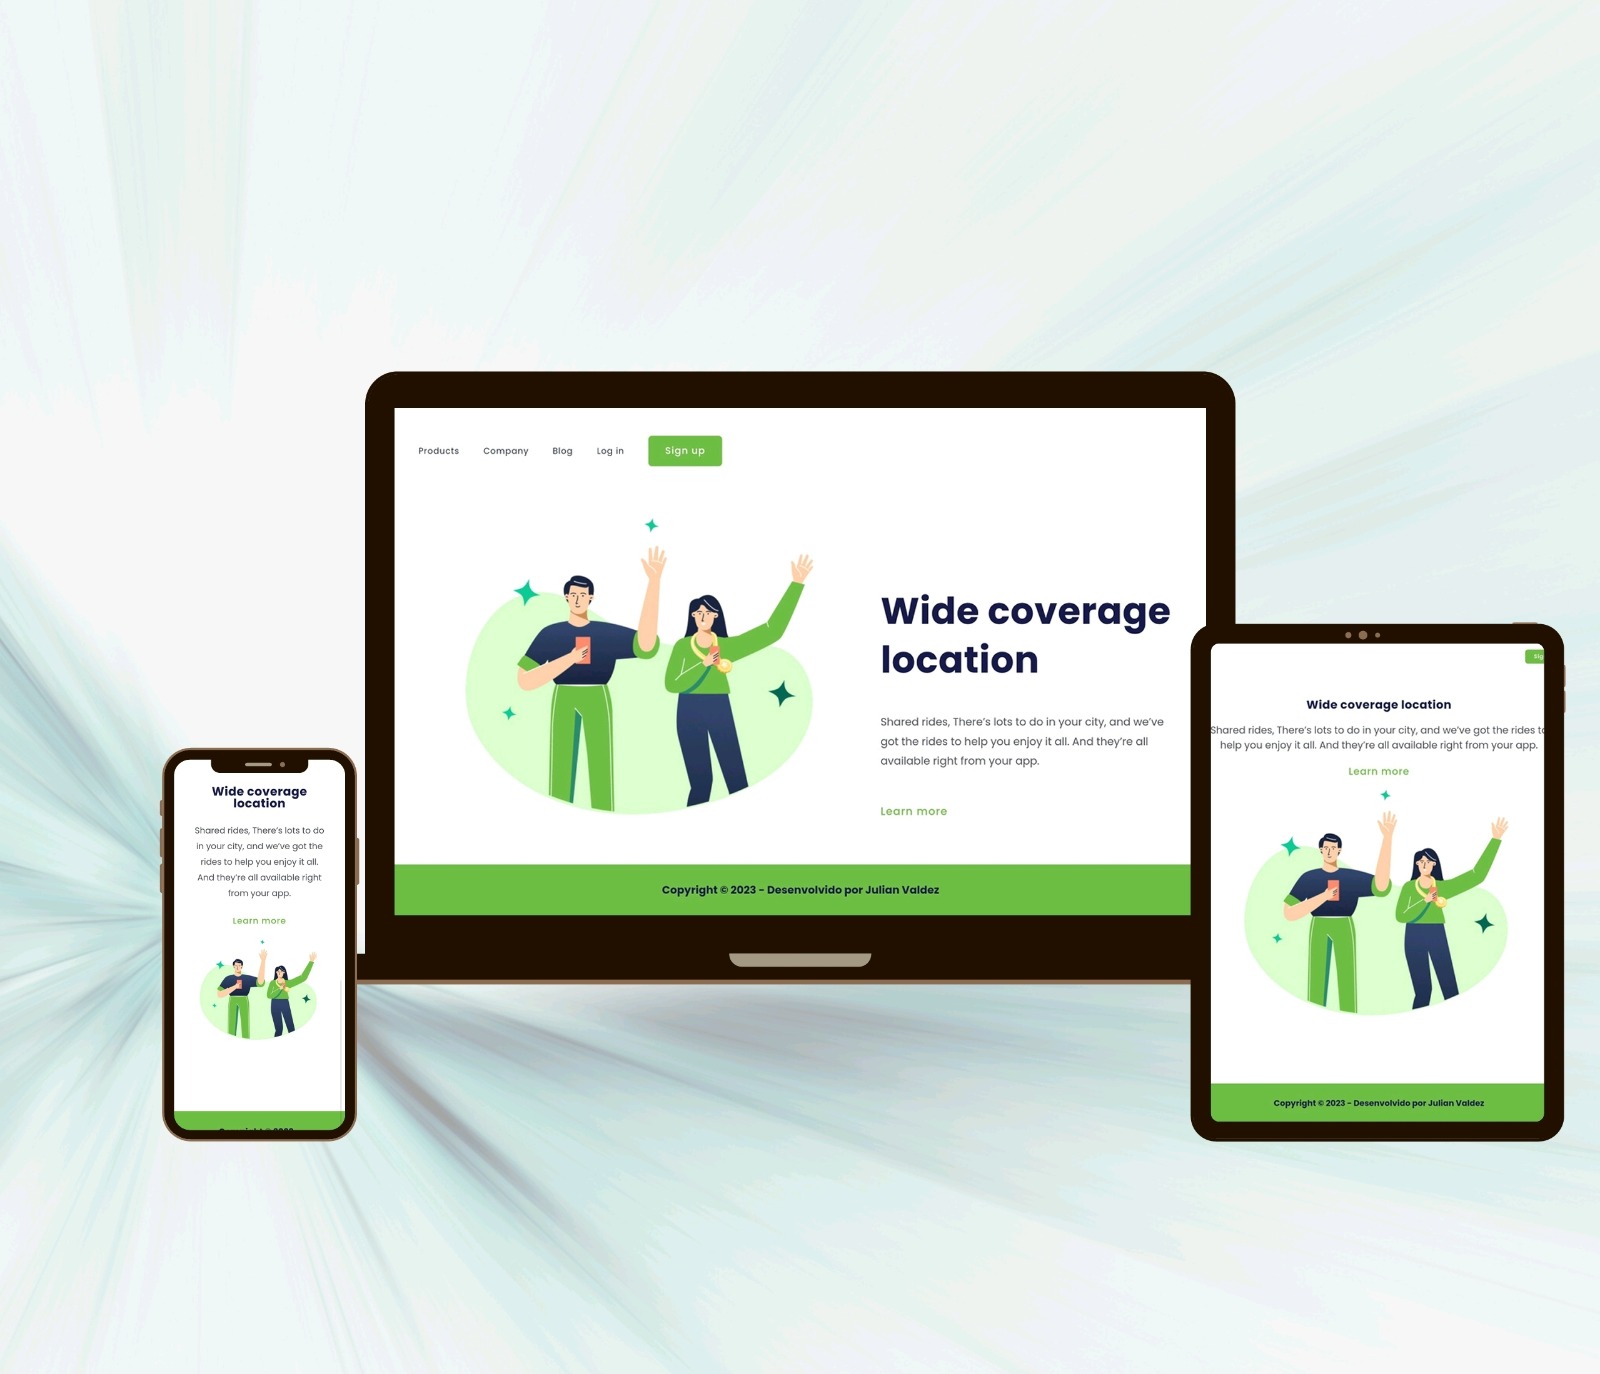 Products Company Blog Log in Sign up
Wide coverage
location
Shared rides, There's lots to do in your city, and we've
got the rides to help you enjoy it all. And they're all
available right from your app.
Learn more
Copyright © 2023 - Desenvolvido por Julian Valdez
Wide coverage
location
Shared rides, There's lots to do
in your city, and we've got the
rides to help you enjoy it all.
And they're all available right
from your app.
Learn more
Wide coverage location
Shared rides, There's lots to do in your city, and we've got the rides to
help you enjoy it all. And they're all available right from your app.
Learn more
Copyright © 2023 - Desenvolvido por Julian Valdez